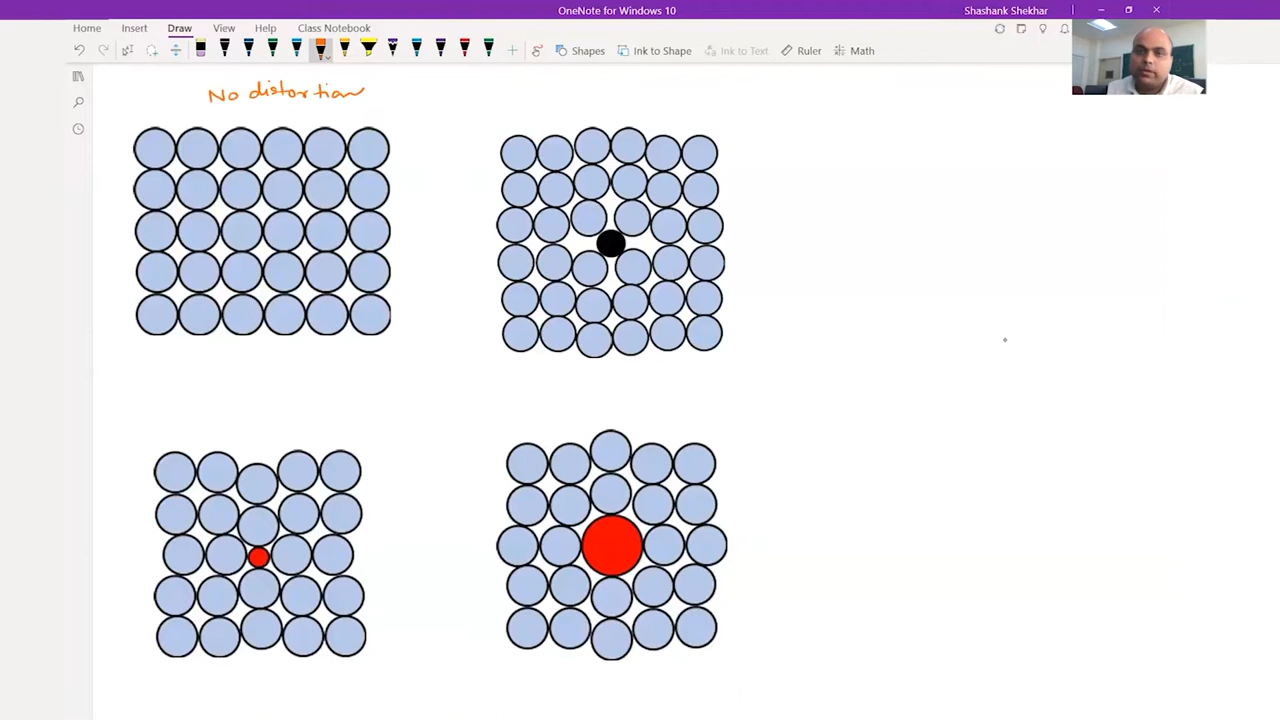 OneNote for Windows 10
Shashank Shekhar
Home Insert Draw View Help Class Notebook
Shapes Ink to Shape Ink to Text Ruler Math
No distortion